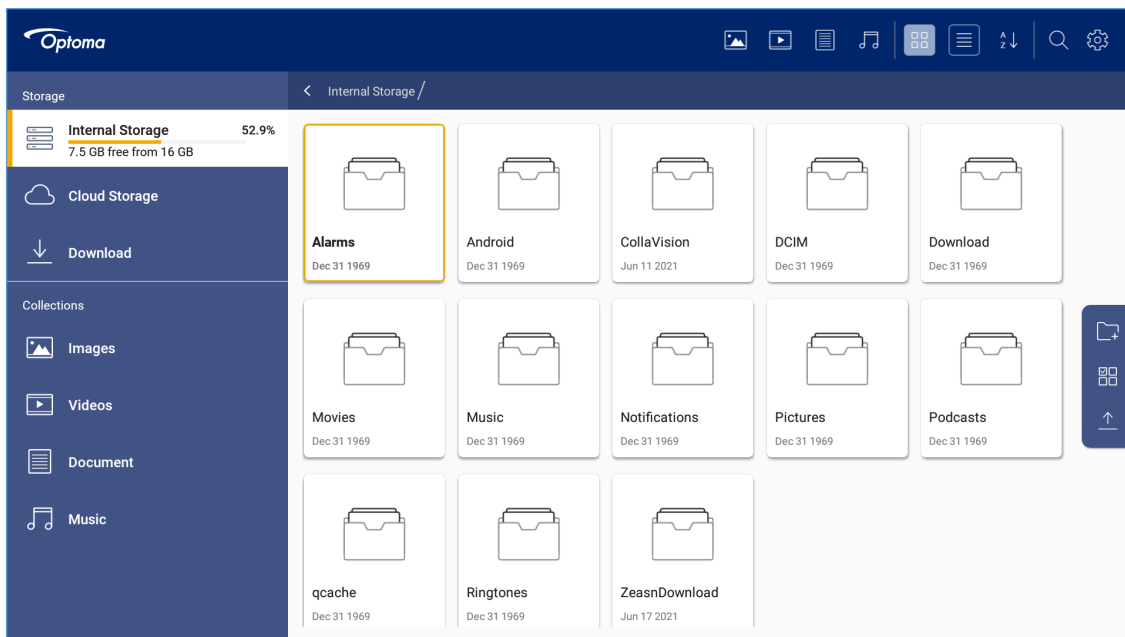 Optoma
A
Z
Storage
Internal Storage 52.9%
7.5 GB free from 16 GB
Cloud Storage
Download
Collections
Images
Videos
Document
Music
Internal Storage /
Alarms
Dec 31 1969
Android
Dec 31 1969
CollaVision
Jun 11 2021
DCIM
Dec 31 1969
Download
Dec 31 1969
Movies
Dec 31 1969
Music
Dec 31 1969
Notifications
Dec 31 1969
Pictures
Dec 31 1969
Podcasts
Dec 31 1969
qcache
Dec 31 1969
Ringtones
Dec 31 1969
ZeasnDownload
Jun 17 2021